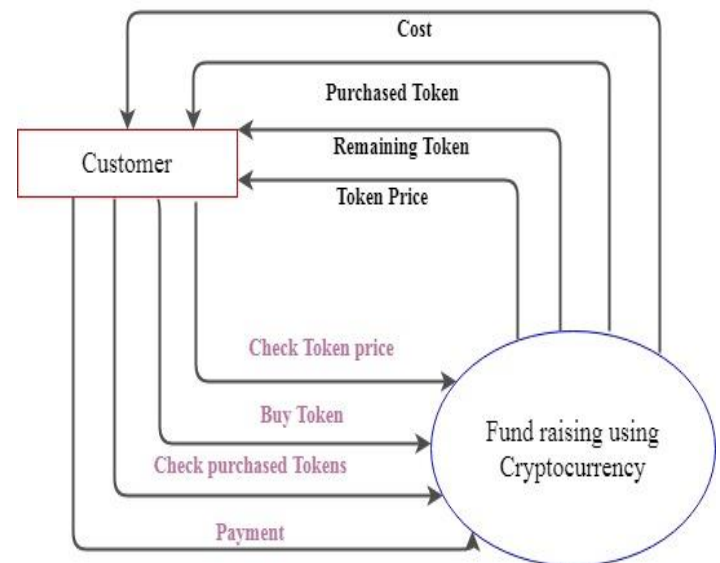 Cost
Purchased Token
Remaining Token
Customer
Token Price
Check Token price
Buy Token
Fund raising using
Cryptocurrency
Check purchased Tokens
Payment